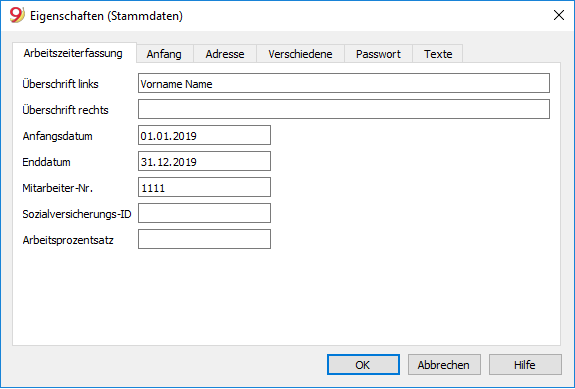 9 Eigenschaften (Stammdaten)
Arbeitszeiterfassung Anfang Adresse Verschiedene Passwort Texte
Überschrift links Vorname Name
Überschrift rechts
Anfangsdatum 01.01.2019
Enddatum 31.12.2019
Mitarbeiter-Nr. 1111
Sozialversicherungs-ID
Arbeitsprozentsatz
OK Abbrechen Hilfe